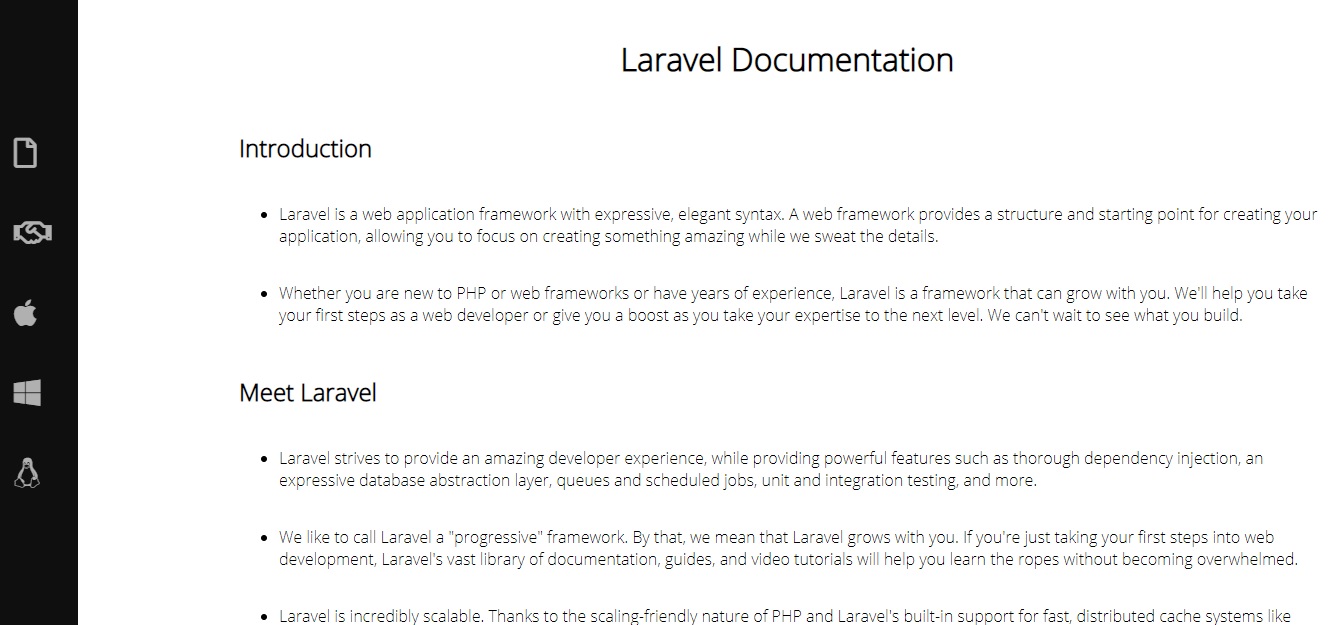 Laravel Documentation
Introduction
Laravel is a web application framework with expressive, elegant syntax. A web framework provides a structure and starting point for creating your
application, allowing you to focus on creating something amazing while we sweat the details.
Whether you are new to PHP or web frameworks or have years of experience, Laravel is a framework that can grow with you. We'll help you take
your first steps as a web developer or give you a boost as you take your expertise to the next level. We can't wait to see what you build.
Meet Laravel
Laravel strives to provide an amazing developer experience, while providing powerful features such as thorough dependency injection, an
expressive database abstraction layer, queues and scheduled jobs, unit and integration testing, and more.
We like to call Laravel a "progressive" framework. By that, we mean that Laravel grows with you. If you're just taking your first steps into web
development, Laravel's vast library of documentation, guides, and video tutorials will help you learn the ropes without becoming overwhelmed.
Laravel is incredibly scalable. Thanks to the scaling-friendly nature of PHP and Laravel's built-in support for fast, distributed cache systems like